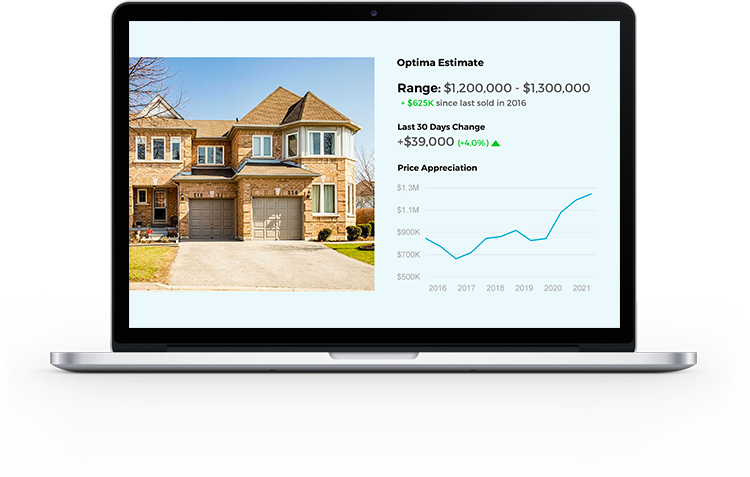 Optima Estimate
Range: $1,200,000 - $1,300,000
+ $625K since last sold in 2016
Last 30 Days Change
+$39,000 (+4.0%)
Price Appreciation
$1.3M
$1.1M
$900K
$700K
$500K
2016 2017 2018 2019 2020 2021